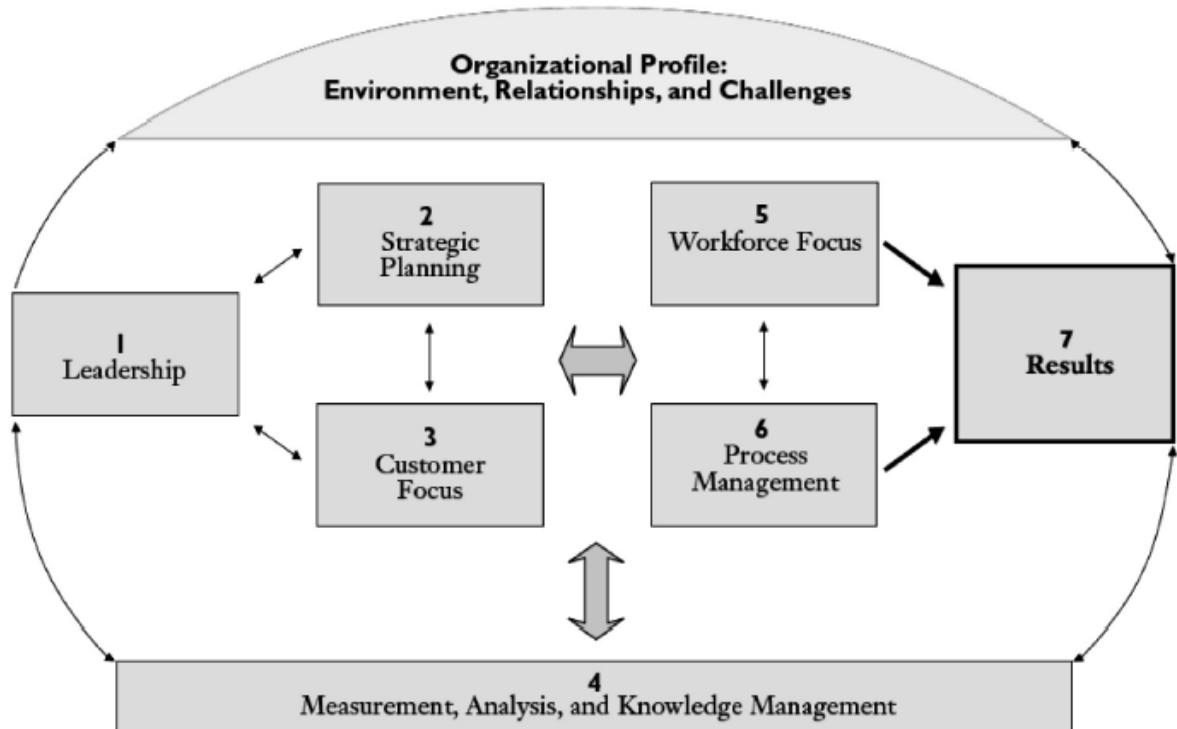 Organizational Profile:
Environment, Relationships, and Challenges
2
Strategic
Planning
5
Workforce Focus
1
Leadership
7
Results
3
Customer
Focus
6
Process
Management
4
Measurement, Analysis, and Knowledge Management